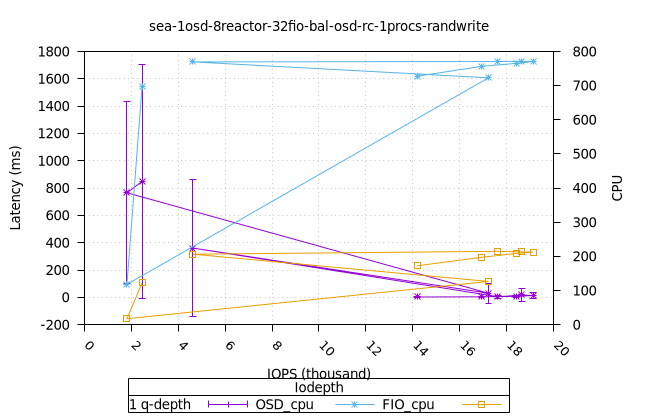 sea-1osd-8reactor-32fio-bal-osd-rc-1procs-randwrite
1800 800
1600 700
1400 600
1200 500
1000
800 400
600 300
400 200
200
0 100
-200 0
Latency (ms)
CPU
0 2 4 6 8 10 12 14 16 18 20
IOPS (thousand)
Iodepth
1 q-depth OSD_cpu FIO_cpu